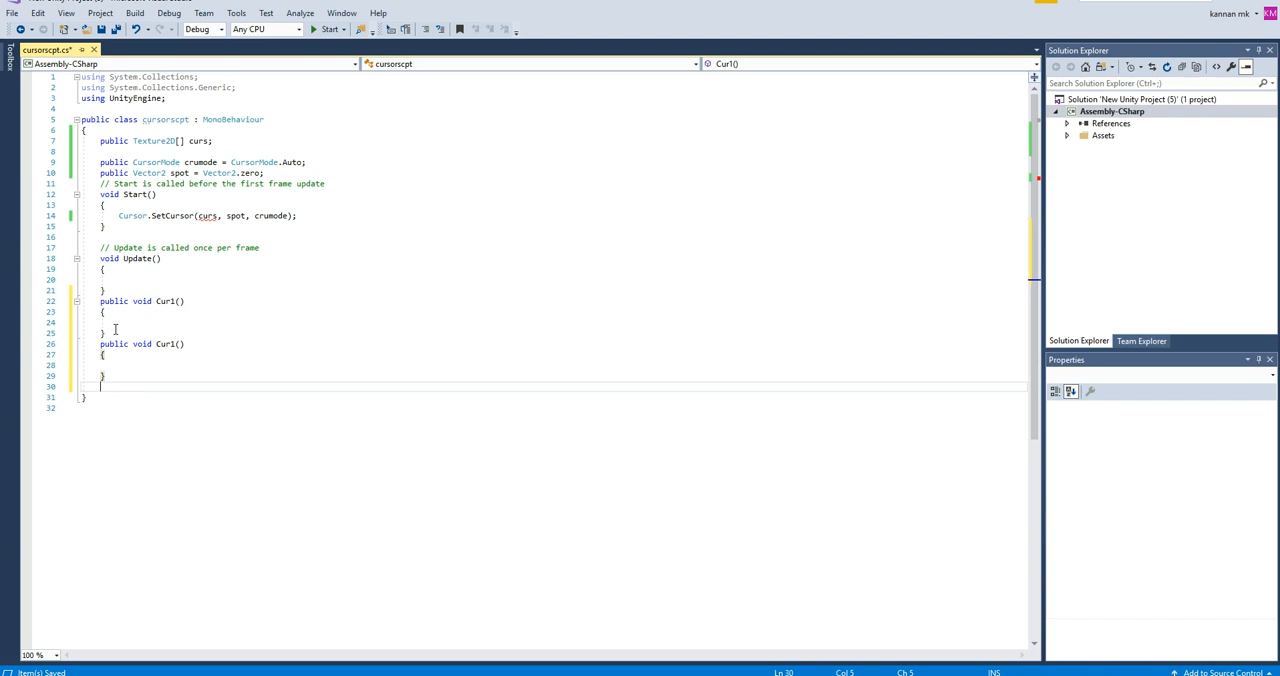 File Edit View Project Build Debug Team Tools Test Analyze Window Help kannan mk KM
Debug Any CPU Start
cursorscpt.cs*
Assembly-CSharp cursorscpt Cur1()
Toolbox
1 using System.Collections;
2 using System.Collections.Generic;
3 using UnityEngine;
4
5 public class cursorscpt : MonoBehaviour
6 {
7 public Texture2D[] curs;
8
9 public CursorMode crumode = CursorMode.Auto;
10 public Vector2 spot = Vector2.zero;
11 // Start is called before the first frame update
12 void Start()
13 {
14 Cursor.SetCursor(curs, spot, crumode);
15 }
16
17 // Update is called once per frame
18 void Update()
19 {
20
21 }
22 public void Cur1()
23 {
24
25 }
26 public void Cur1()
27 {
28
29 }
30
31 }
32
100 %
Solution Explorer
Search Solution Explorer (Ctrl+;)
Solution 'New Unity Project (5)' (1 project)
Assembly-CSharp
References
Assets
Solution Explorer Team Explorer
Properties
Item(s) Saved Ln 30 Col 5 Ch 5 INS Add to Source Control